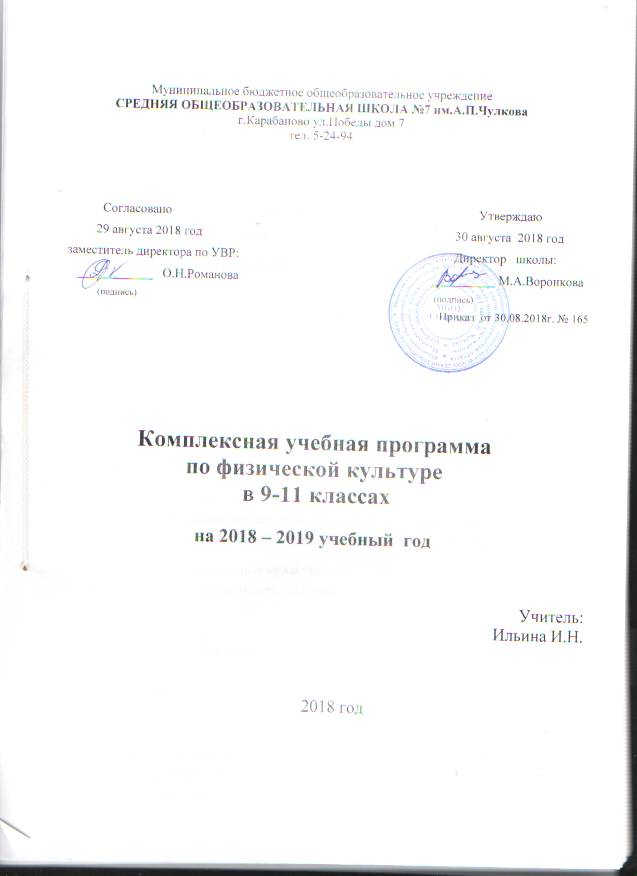 Муниципальное бюджетное общеобразовательное учреждение
СРЕДНЯЯ ОБЩЕОБРАЗОВАТЕЛЬНАЯ ШКОЛА №7 им.А.П.Чулкова
г.Карабаново ул.Победы дом 7
тел. 5-24-94
Согласовано
29 августа 2018 год
заместитель директора по УВР:
О.Н.Романова
(подпись)
Утверждаю
30 августа 2018 год
Директор школы:
М.А.Воронкова
(подпись)
Приказ от 30.08.2018г. № 165
Комплексная учебная программа
по физической культуре
в 9-11 классах
на 2018 – 2019 учебный год
Учитель:
Ильина И.Н.
2018 год